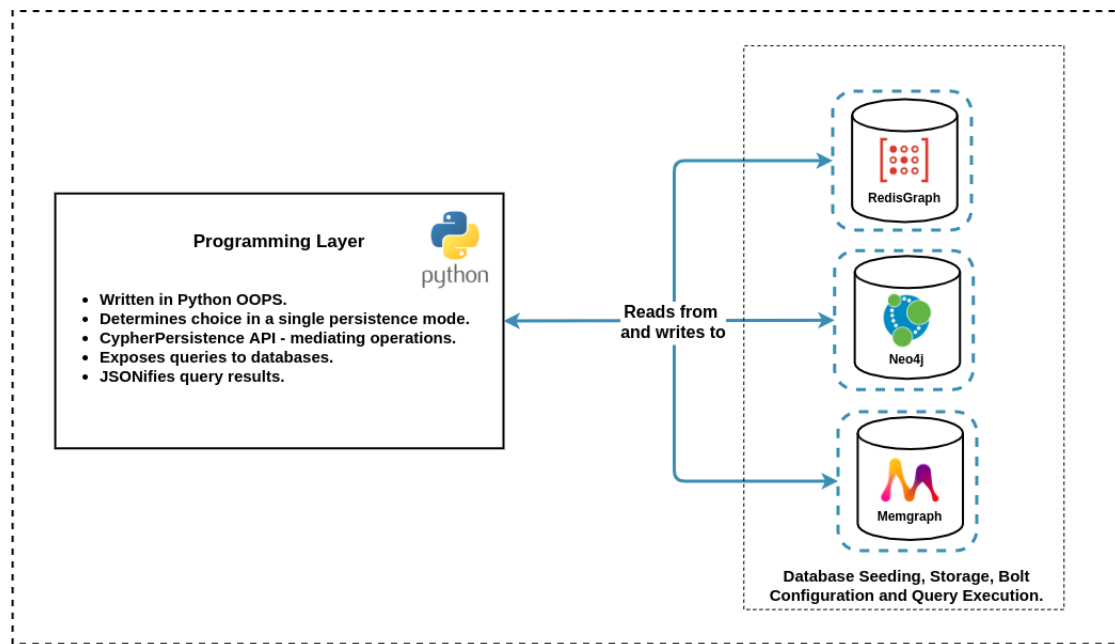 Programming Layer
python
• Written in Python OOPS.
• Determines choice in a single persistence mode.
• CypherPersistence API - mediating operations.
• Exposes queries to databases.
• JSONifies query results.
Reads from
and writes to
RedisGraph
Neo4j
Memgraph
Database Seeding, Storage, Bolt
Configuration and Query Execution.